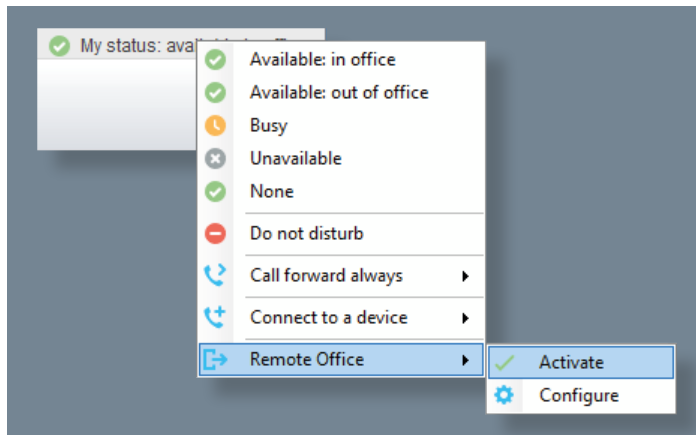 My status:
Available: in office
Available: out of office
Busy
Unavailable
None
Do not disturb
Call forward always
Connect to a device
Remote Office
Activate
Configure